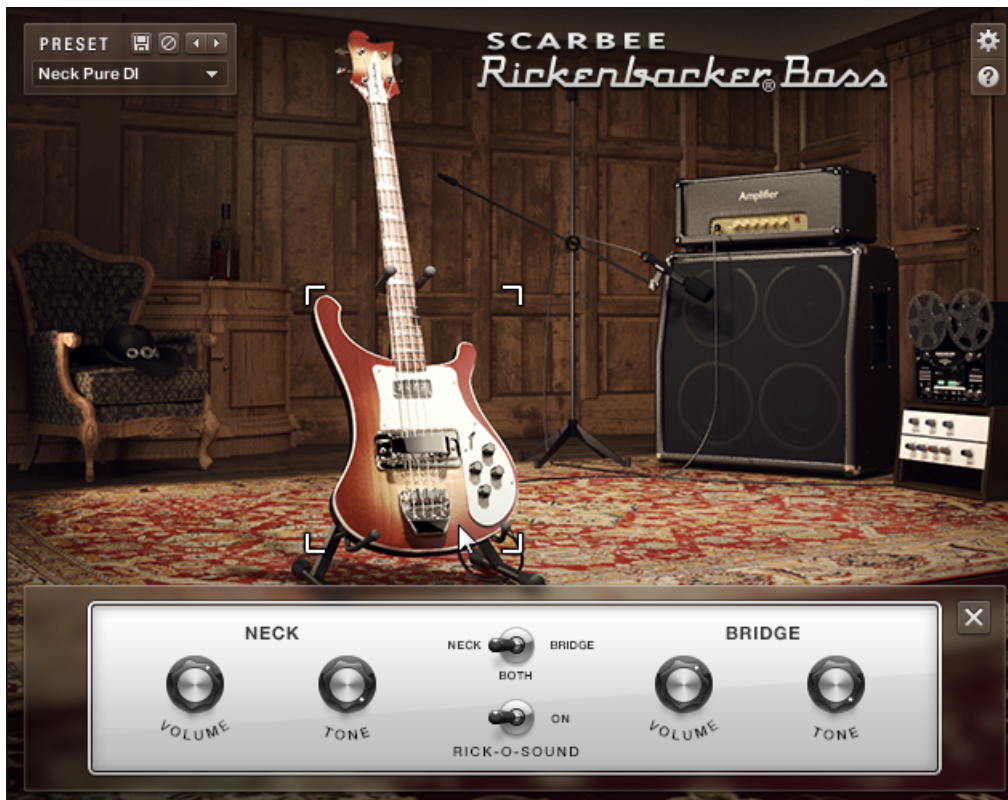 PRESET
Neck Pure DI
SCARBEE
Rickenbacker® Bass
?
Amplifier
NECK
BRIDGE
NECK
BRIDGE
BOTH
ON
RICK-O-SOUND
VOLUME
TONE
VOLUME
TONE